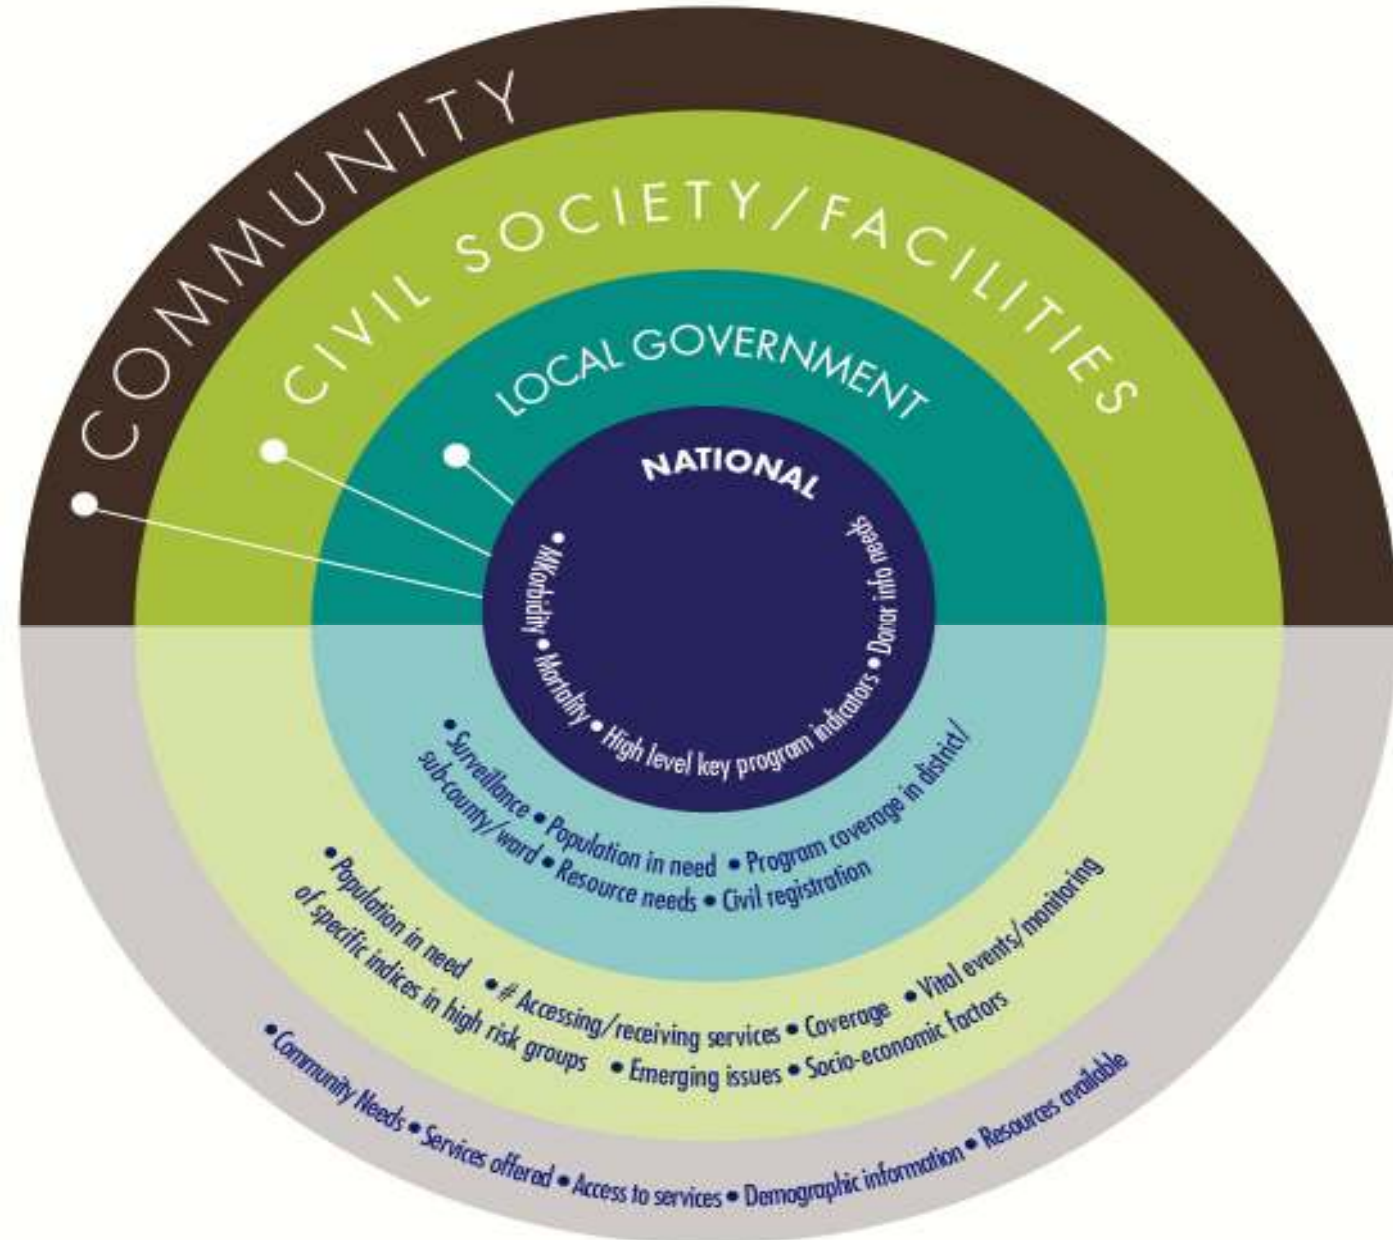 COMMUNITY
CIVIL SOCIETY/FACILITIES
LOCAL GOVERNMENT
NATIONAL
• MKorbidity • Mortality • High level key program indicators • Donor info needs
• Surveillance • Population in need • Program coverage in district/
sub-county/ward • Resource needs • Civil registration
• Population in need • # Accessing/receiving services • Coverage • Vital events/monitoring
of specific indices in high risk groups • Emerging issues • Socio-economic factors
• Community Needs • Services offered • Access to services • Demographic information • Resources available